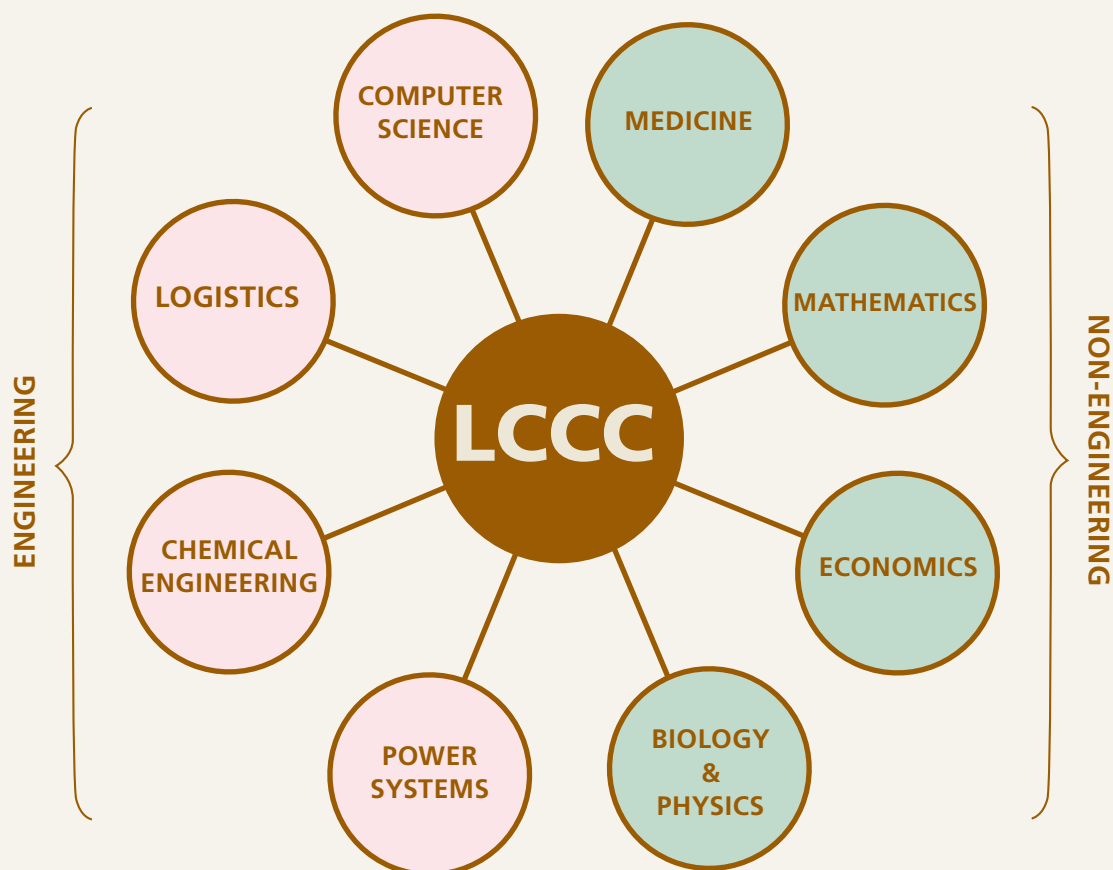 COMPUTER
SCIENCE
MEDICINE
LOGISTICS
MATHEMATICS
ENGINEERING
LCCC
NON-ENGINEERING
CHEMICAL
ENGINEERING
ECONOMICS
POWER
SYSTEMS
BIOLOGY
&
PHYSICS